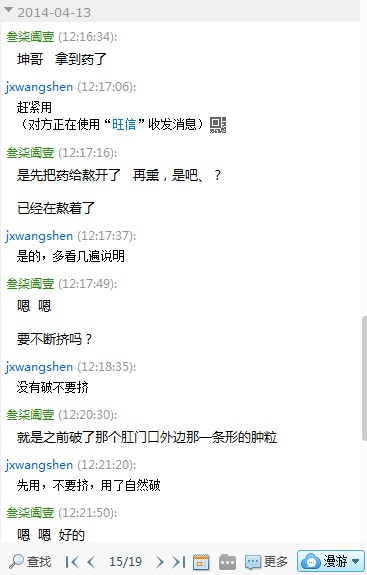 2014-04-13
叁柒阖壹 (12:16:34):
坤哥 拿到药了
jxwangshen (12:17:06):
赶紧用
（对方正在使用“旺信”收发消息）
叁柒阖壹 (12:17:16):
是先把药给熬开了 再薰，是吧、？
已经在熬着了
jxwangshen (12:17:37):
是的，多看几遍说明
叁柒阖壹 (12:17:49):
嗯 嗯
要不断挤吗？
jxwangshen (12:18:35):
没有破不要挤
叁柒阖壹 (12:20:30):
就是之前破了那个肛门口外边那一条形的肿粒
jxwangshen (12:21:20):
先用，不要挤，用了自然破
叁柒阖壹 (12:21:50):
嗯 嗯 好的
查找 15/19 更多 漫游